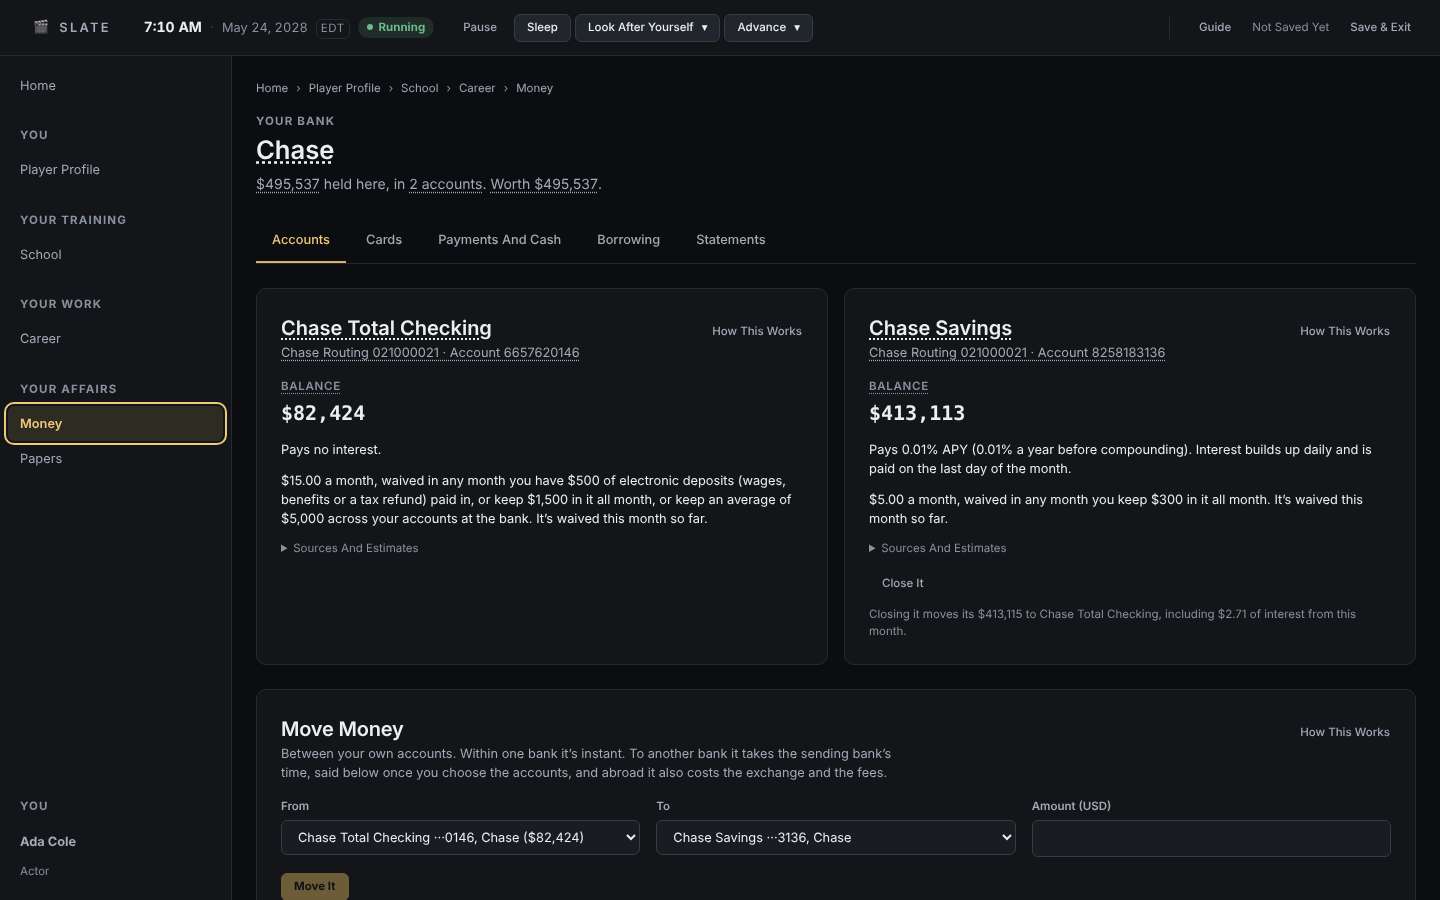 SLATE
7:10 AM · May 24, 2028 EDT Running
Pause
Sleep
Look After Yourself ▾
Advance ▾
Guide
Not Saved Yet
Save & Exit
Home
YOU
Player Profile
YOUR TRAINING
School
YOUR WORK
Career
YOUR AFFAIRS
Money
Papers
YOU
Ada Cole
Actor
Home › Player Profile › School › Career › Money
YOUR BANK
Chase
$495,537 held here, in 2 accounts. Worth $495,537.
Accounts
Cards
Payments And Cash
Borrowing
Statements
Chase Total Checking
How This Works
Chase Routing 021000021 · Account 6657620146
BALANCE
$82,424
Pays no interest.
$15.00 a month, waived in any month you have $500 of electronic deposits (wages,
benefits or a tax refund) paid in, or keep $1,500 in it all month, or keep an average of
$5,000 across your accounts at the bank. It’s waived this month so far.
Sources And Estimates
Chase Savings
How This Works
Chase Routing 021000021 · Account 8258183136
BALANCE
$413,113
Pays 0.01% APY (0.01% a year before compounding). Interest builds up daily and is
paid on the last day of the month.
$5.00 a month, waived in any month you keep $300 in it all month. It’s waived this
month so far.
Sources And Estimates
Close It
Closing it moves its $413,115 to Chase Total Checking, including $2.71 of interest from this
month.
Move Money
How This Works
Between your own accounts. Within one bank it’s instant. To another bank it takes the sending bank’s
time, said below once you choose the accounts, and abroad it also costs the exchange and the fees.
From
Chase Total Checking ···0146, Chase ($82,424)
To
Chase Savings ···3136, Chase
Amount (USD)
Move It